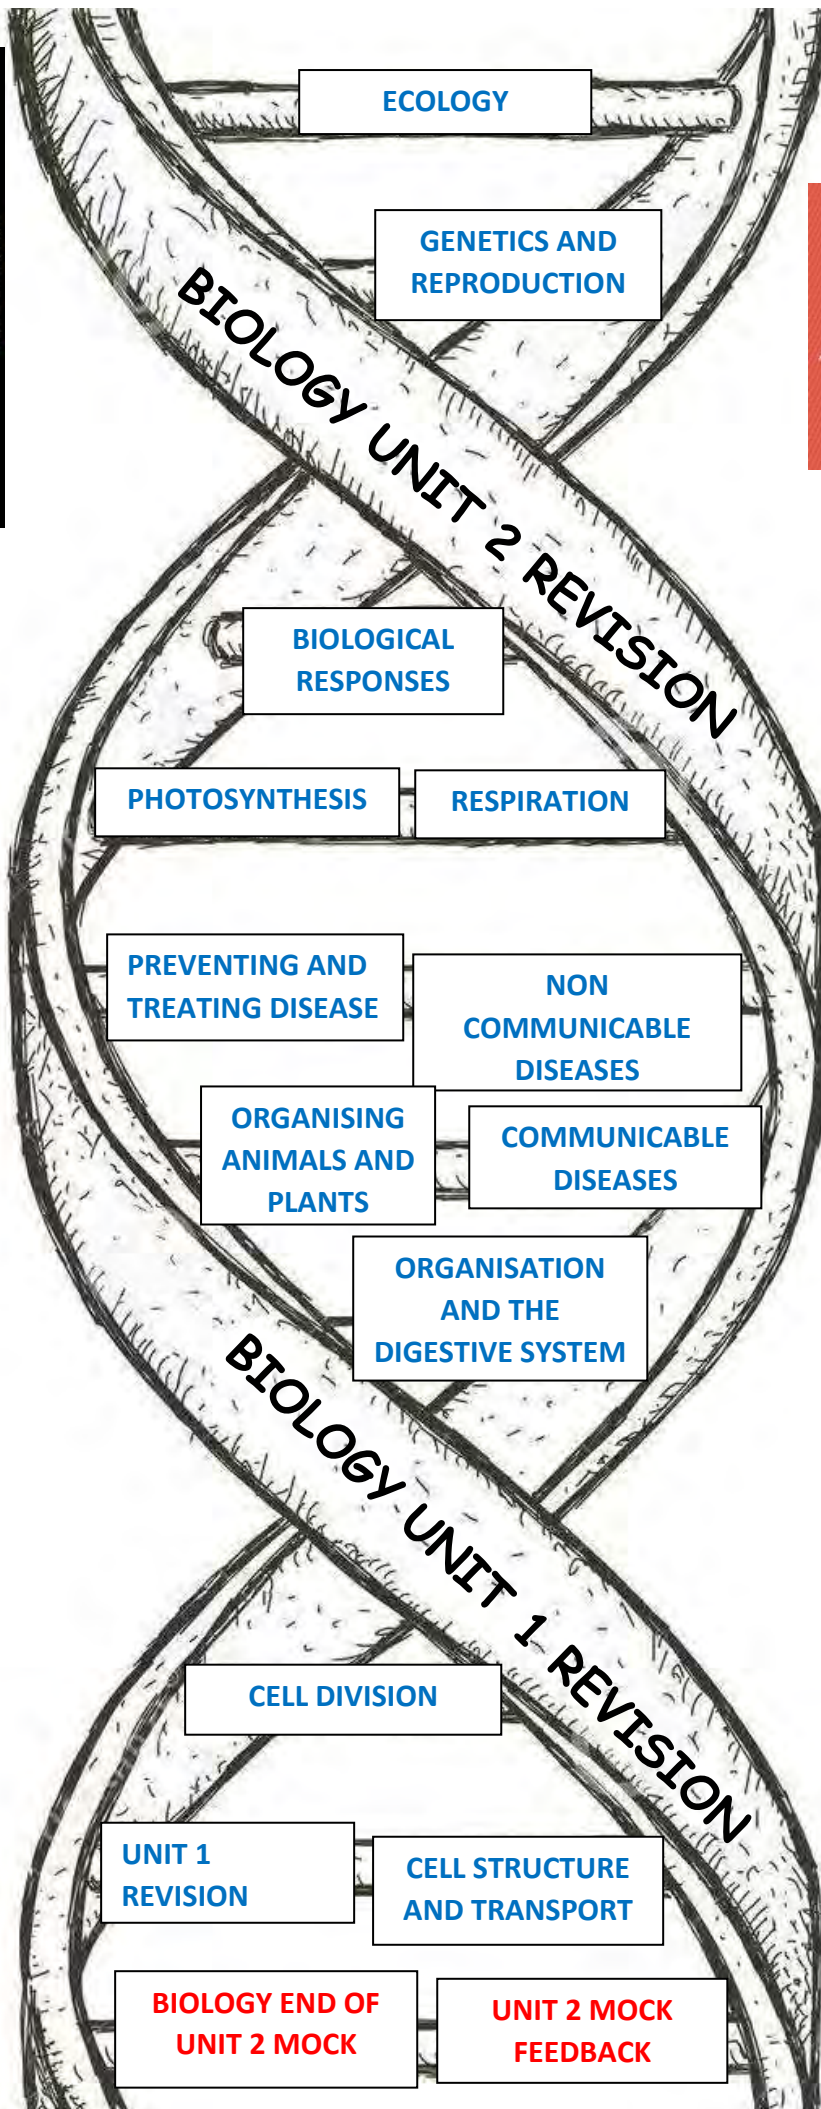 ECOLOGY
GENETICS AND
REPRODUCTION
BIOLOGY UNIT 2 REVISION
BIOLOGICAL
RESPONSES
PHOTOSYNTHESIS
RESPIRATION
PREVENTING AND
TREATING DISEASE
NON
COMMUNICABLE
DISEASES
ORGANISING
ANIMALS AND
PLANTS
COMMUNICABLE
DISEASES
ORGANISATION
AND THE
DIGESTIVE SYSTEM
BIOLOGY UNIT 1 REVISION
CELL DIVISION
UNIT 1
REVISION
CELL STRUCTURE
AND TRANSPORT
BIOLOGY END OF
UNIT 2 MOCK
UNIT 2 MOCK
FEEDBACK